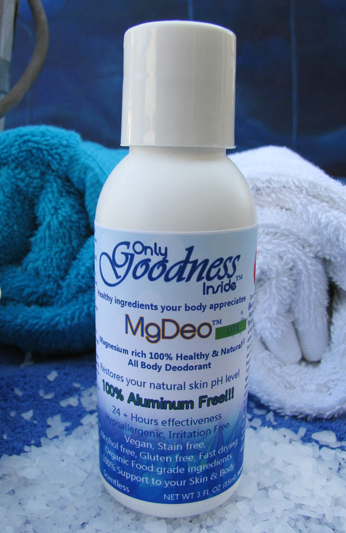 Only
Goodness
Inside™
Healthy ingredients your body appreciates
MgDeo™
Magnesium rich 100% Healthy & Natural
All Body Deodorant
Restores your natural skin pH level
100% Aluminum Free!!!
24 + Hours effectiveness
Hypoallergenic, Irritation Free
Vegan, Stain free,
Alcohol free, Gluten free, Fast drying
Organic Food grade ingredients
100% Support to your Skin & Body
NET WT 3 FL OZ